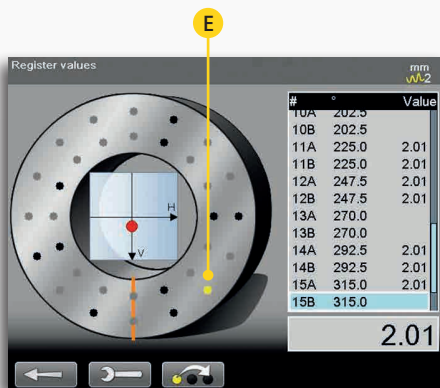 E
Register values
mm
2
# ° Value
10A 202.5
10B 202.5
11A 225.0 2.01
11B 225.0 2.01
12A 247.5 2.01
12B 247.5 2.01
13A 270.0
13B 270.0
14A 292.5 2.01
14B 292.5 2.01
15A 315.0 2.01
15B 315.0
H
V
2.01